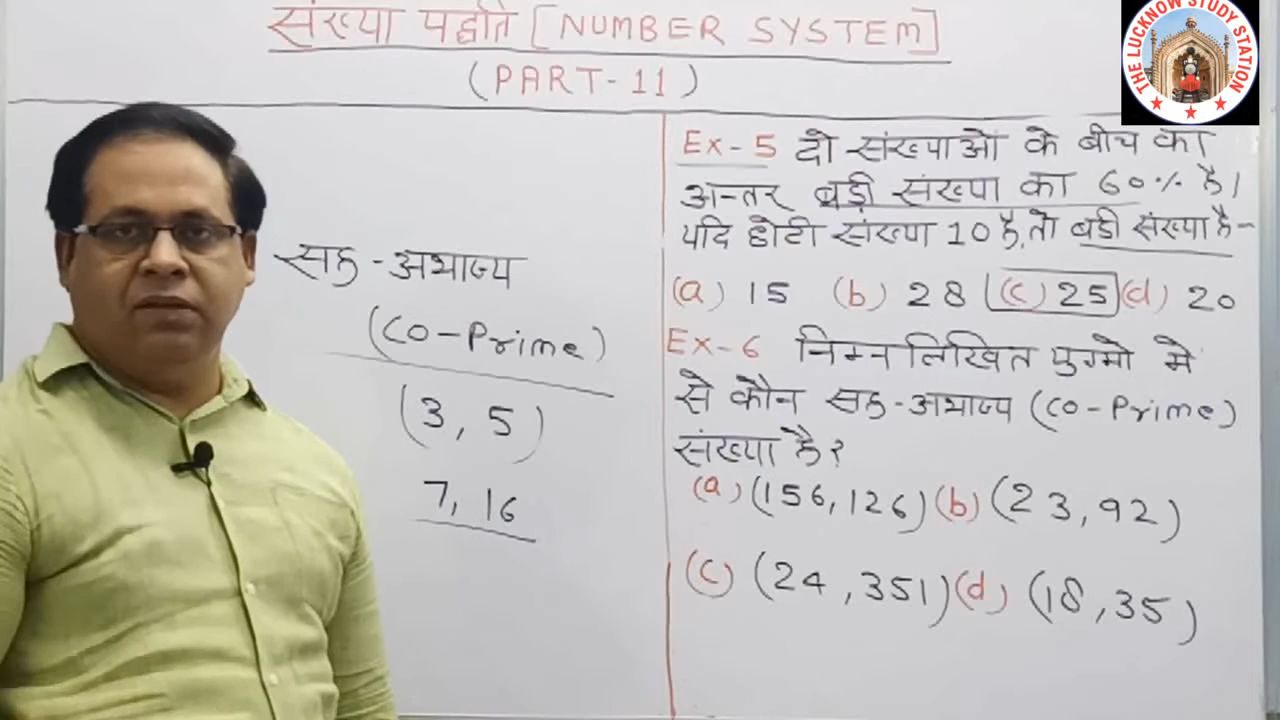 संख्या पद्धति [NUMBER SYSTEM]
(PART-11)
THE LUCKNOW STUDY STATION
सह-अभाज्य
(Co-Prime)
(3, 5)
7, 16
Ex-5 दो संख्याओं के बीच का
अन्तर बड़ी संख्या का 60% है।
यदि छोटी संख्या 10 है, तो बड़ी संख्या है-
(a) 15 (b) 28 (c) 25 (d) 20
Ex-6 निम्नलिखित युग्मो मे
से कौन सह-अभाज्य (Co-Prime)
संख्या है?
(a) (156, 126) (b) (23, 92)
(c) (24, 351) (d) (18, 35)